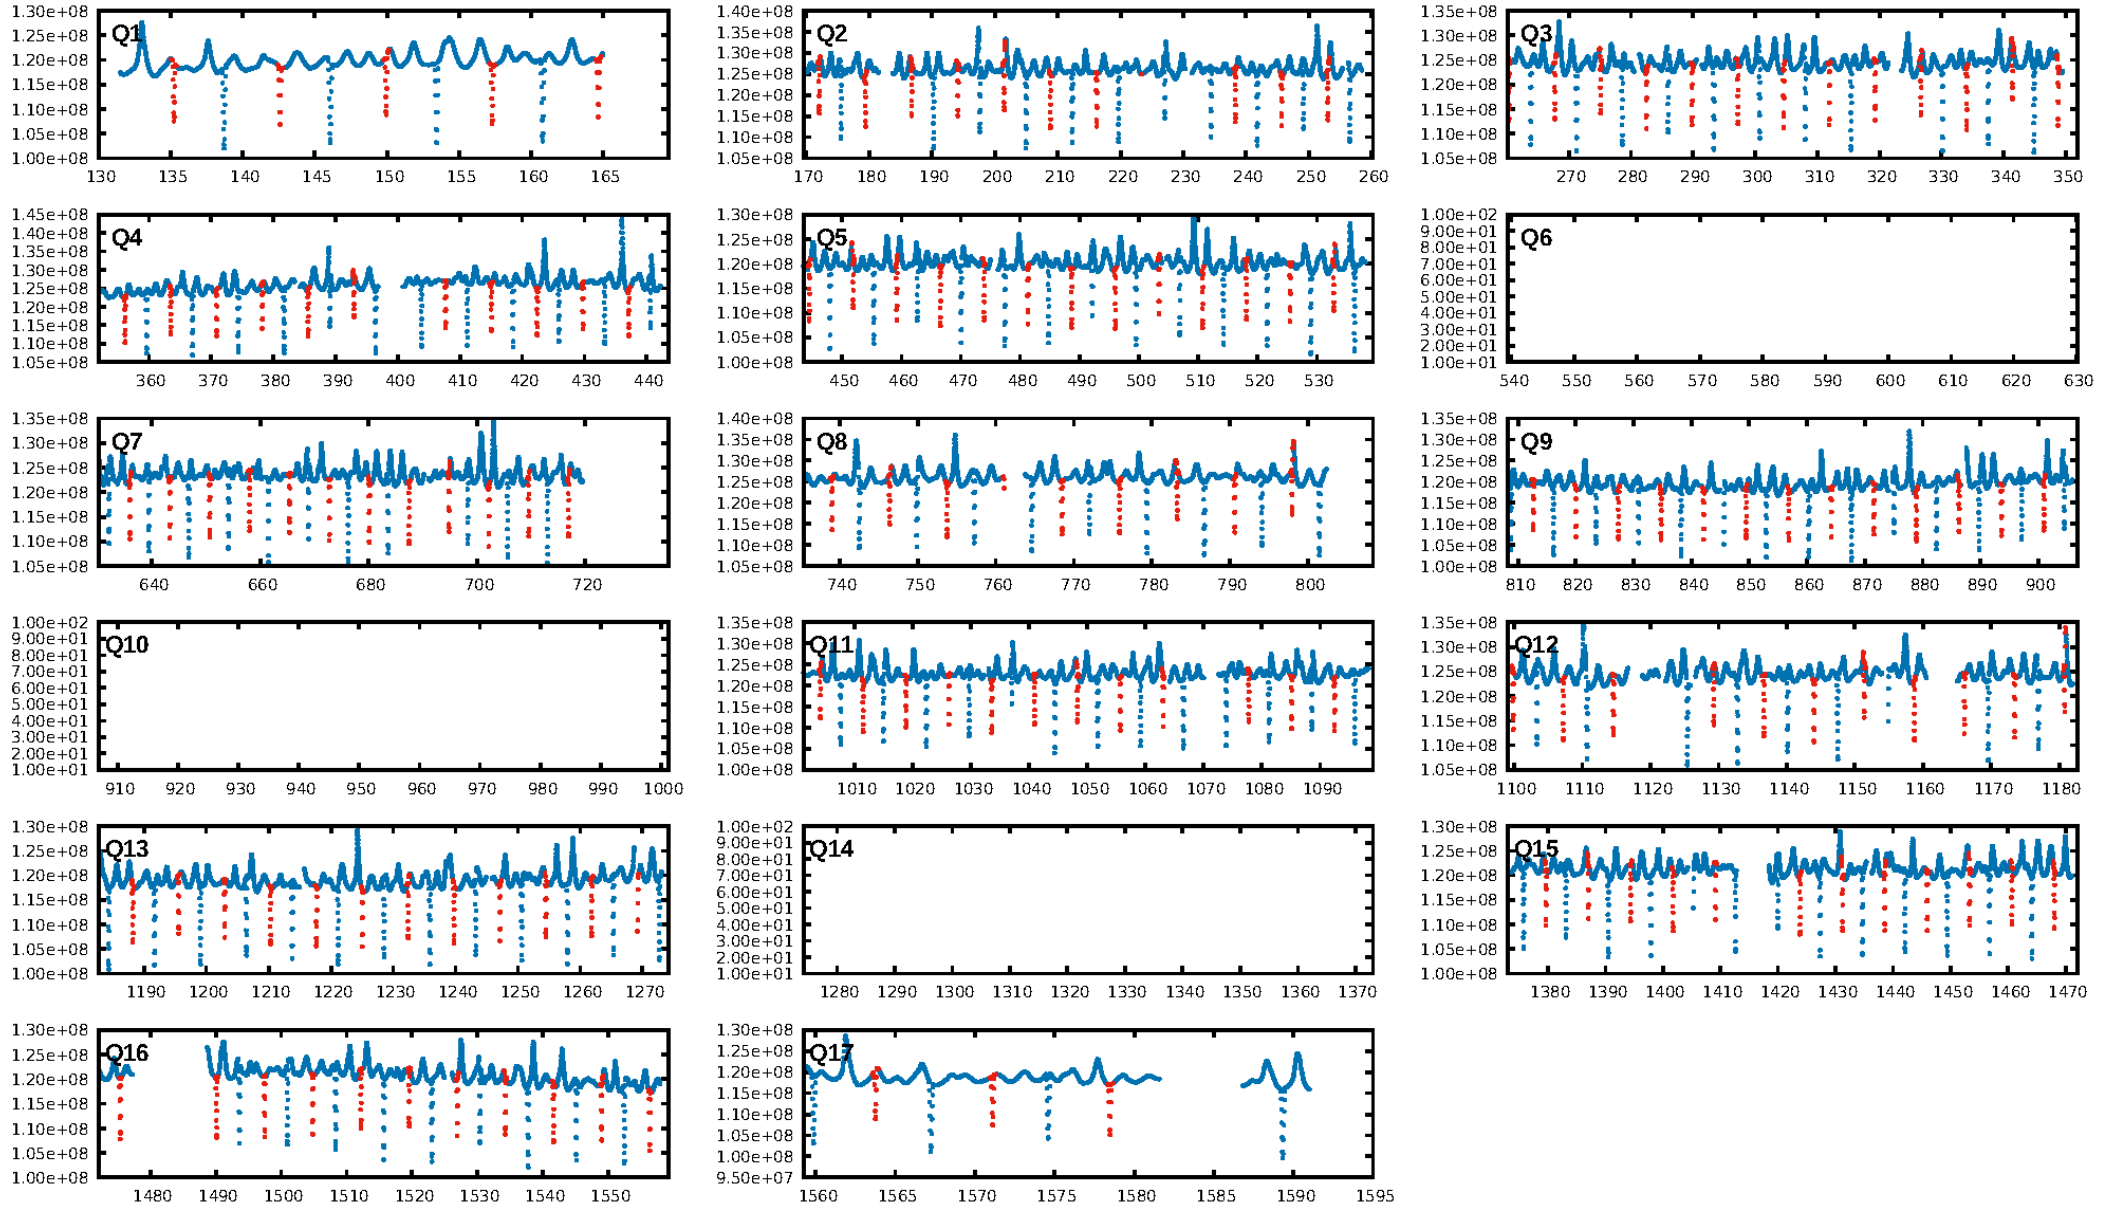 1.30e+08 1.25e+08 1.20e+08 1.15e+08 1.10e+08 1.05e+08 1.00e+08
Q1
130 135 140 145 150 155 160 165
1.40e+08 1.35e+08 1.30e+08 1.25e+08 1.20e+08 1.15e+08 1.10e+08 1.05e+08
Q2
170 180 190 200 210 220 230 240 250 260
1.35e+08 1.30e+08 1.25e+08 1.20e+08 1.15e+08 1.10e+08 1.05e+08
Q3
270 280 290 300 310 320 330 340 350
1.45e+08 1.40e+08 1.35e+08 1.30e+08 1.25e+08 1.20e+08 1.15e+08 1.10e+08 1.05e+08
Q4
360 370 380 390 400 410 420 430 440
1.30e+08 1.25e+08 1.20e+08 1.15e+08 1.10e+08 1.05e+08 1.00e+08
Q5
450 460 470 480 490 500 510 520 530
1.00e+02 9.00e+01 8.00e+01 7.00e+01 6.00e+01 5.00e+01 4.00e+01 3.00e+01 2.00e+01 1.00e+01
Q6
540 550 560 570 580 590 600 610 620 630
1.35e+08 1.30e+08 1.25e+08 1.20e+08 1.15e+08 1.10e+08 1.05e+08
Q7
640 660 680 700 720
1.40e+08 1.35e+08 1.30e+08 1.25e+08 1.20e+08 1.15e+08 1.10e+08 1.05e+08
Q8
740 750 760 770 780 790 800
1.35e+08 1.30e+08 1.25e+08 1.20e+08 1.15e+08 1.10e+08 1.05e+08 1.00e+08
Q9
810 820 830 840 850 860 870 880 890 900
1.00e+02 9.00e+01 8.00e+01 7.00e+01 6.00e+01 5.00e+01 4.00e+01 3.00e+01 2.00e+01 1.00e+01
Q10
910 920 930 940 950 960 970 980 990 1000
1.35e+08 1.30e+08 1.25e+08 1.20e+08 1.15e+08 1.10e+08 1.05e+08 1.00e+08
Q11
1010 1020 1030 1040 1050 1060 1070 1080 1090
1.35e+08 1.30e+08 1.25e+08 1.20e+08 1.15e+08 1.10e+08 1.05e+08
Q12
1100 1110 1120 1130 1140 1150 1160 1170 1180
1.30e+08 1.25e+08 1.20e+08 1.15e+08 1.10e+08 1.05e+08 1.00e+08
Q13
1190 1200 1210 1220 1230 1240 1250 1260 1270
1.00e+02 9.00e+01 8.00e+01 7.00e+01 6.00e+01 5.00e+01 4.00e+01 3.00e+01 2.00e+01 1.00e+01
Q14
1280 1290 1300 1310 1320 1330 1340 1350 1360 1370
1.30e+08 1.25e+08 1.20e+08 1.15e+08 1.10e+08 1.05e+08 1.00e+08
Q15
1380 1390 1400 1410 1420 1430 1440 1450 1460 1470
1.30e+08 1.25e+08 1.20e+08 1.15e+08 1.10e+08 1.05e+08 1.00e+08
Q16
1480 1490 1500 1510 1520 1530 1540 1550
1.30e+08 1.25e+08 1.20e+08 1.15e+08 1.10e+08 1.05e+08 1.00e+08 9.50e+07
Q17
1560 1565 1570 1575 1580 1585 1590 1595